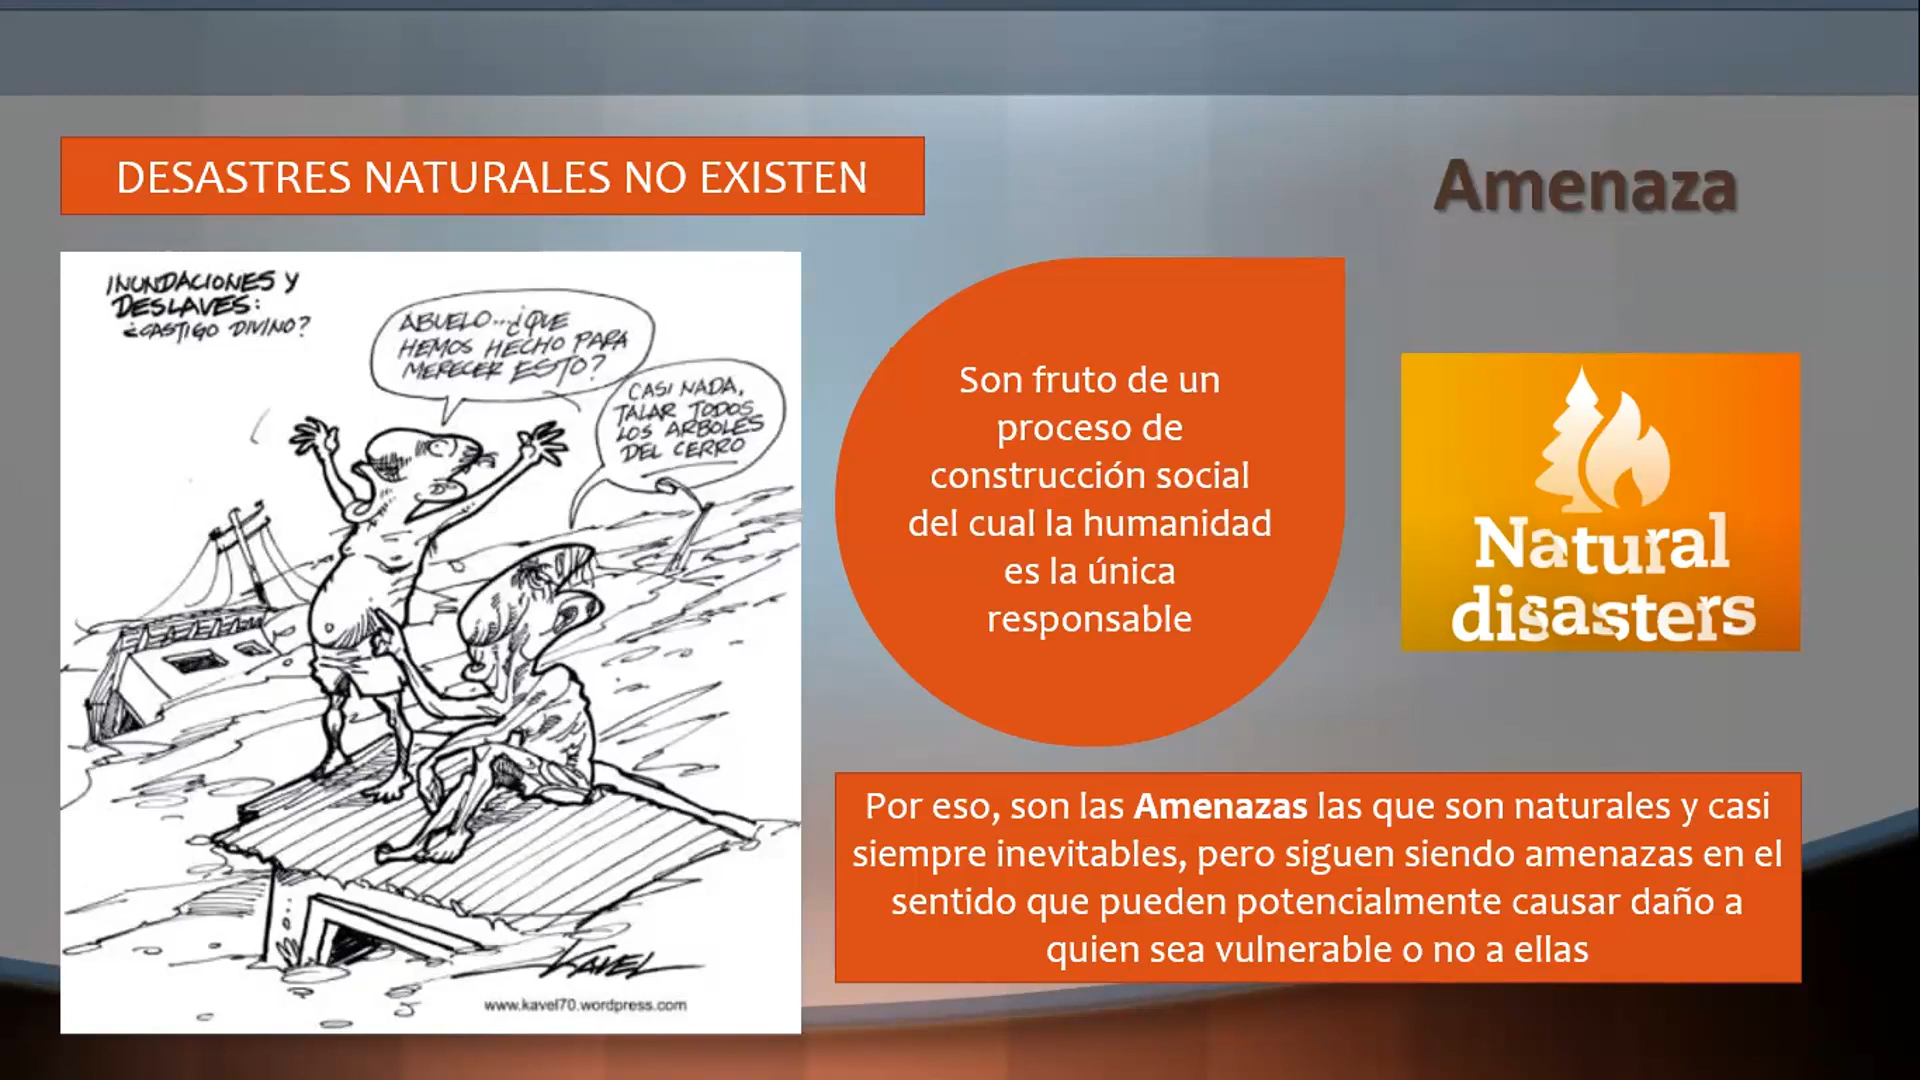 DESASTRES NATURALES NO EXISTEN
Amenaza
INUNDACIONES Y
DESLAVES:
¿CASTIGO DIVINO?
ABUELO...¿QUE
HEMOS HECHO PARA
MERECER ESTO?
CASI NADA,
TALAR TODOS
LOS ARBOLES
DEL CERRO
KAVEL
www.kavel70.wordpress.com
Son fruto de un
proceso de
construcción social
del cual la humanidad
es la única
responsable
Natural
disasters
Por eso, son las Amenazas las que son naturales y casi
siempre inevitables, pero siguen siendo amenazas en el
sentido que pueden potencialmente causar daño a
quien sea vulnerable o no a ellas